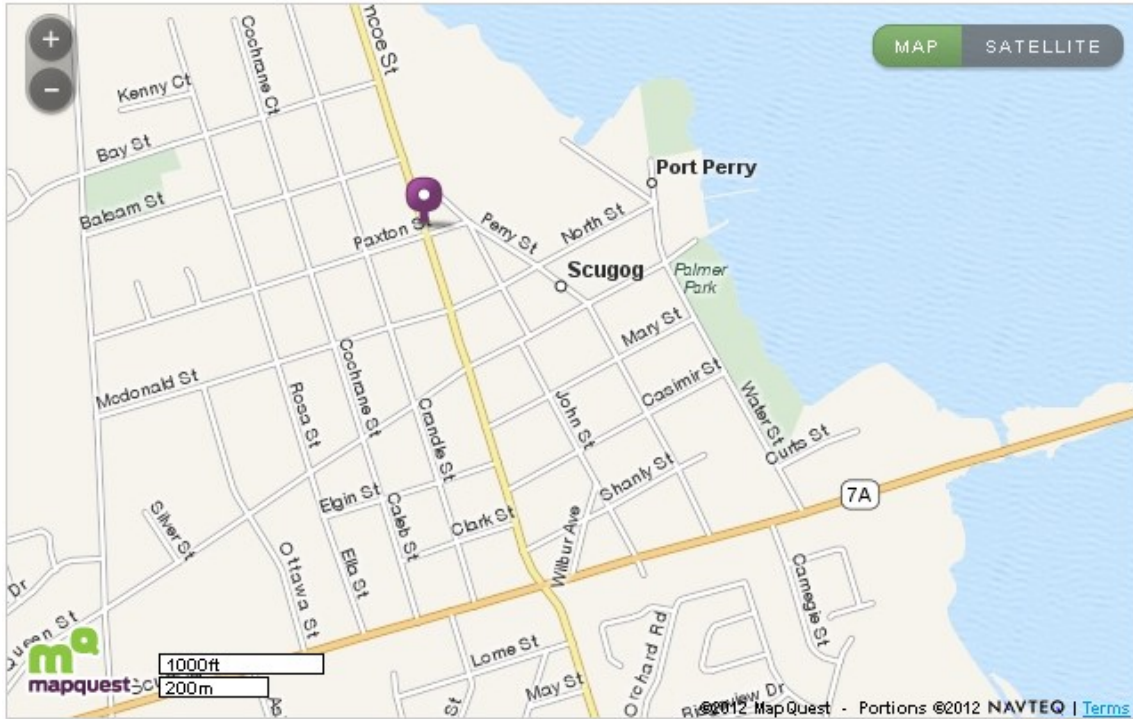 +
−
MAP SATELLITE
ncoe St
Cochrane Ct
Kenny Ct
Bay St
Port Perry
Balsam St
Paxton St
Perry St
North St
Scugog
Palmer
Park
Mary St
Mcdonald St
Cochrane St
Rosa St
Crandle St
John St
Casimir St
Water St
Curts St
Shanly St
7A
Elgin St
Caleb St
Clark St
Silver St
Wilbur Ave
Ottawa St
Ella St
Carnegie St
Dr
Queen St
Orchard Rd
Lorne St
May St
St
mapquest
1000ft
200m
©2012 MapQuest - Portions ©2012 NAVTEQ | Terms